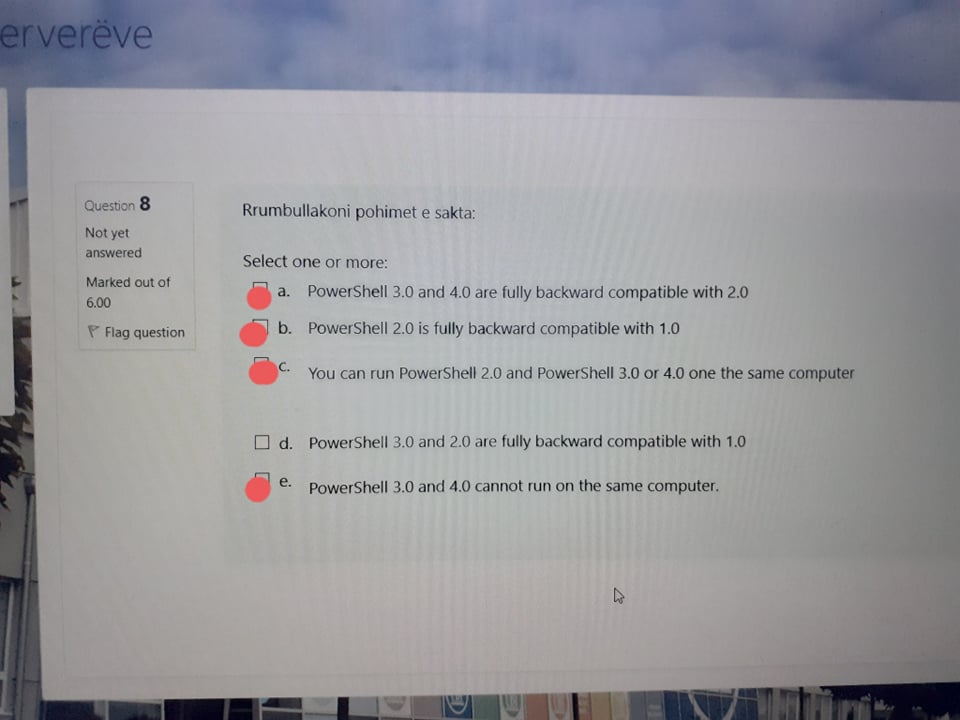 erverëve
Question 8
Not yet
answered
Marked out of
6.00
Flag question
Rrumbullakoni pohimet e sakta:
Select one or more:
a. PowerShell 3.0 and 4.0 are fully backward compatible with 2.0
b. PowerShell 2.0 is fully backward compatible with 1.0
c. You can run PowerShell 2.0 and PowerShell 3.0 or 4.0 one the same computer
d. PowerShell 3.0 and 2.0 are fully backward compatible with 1.0
e. PowerShell 3.0 and 4.0 cannot run on the same computer.